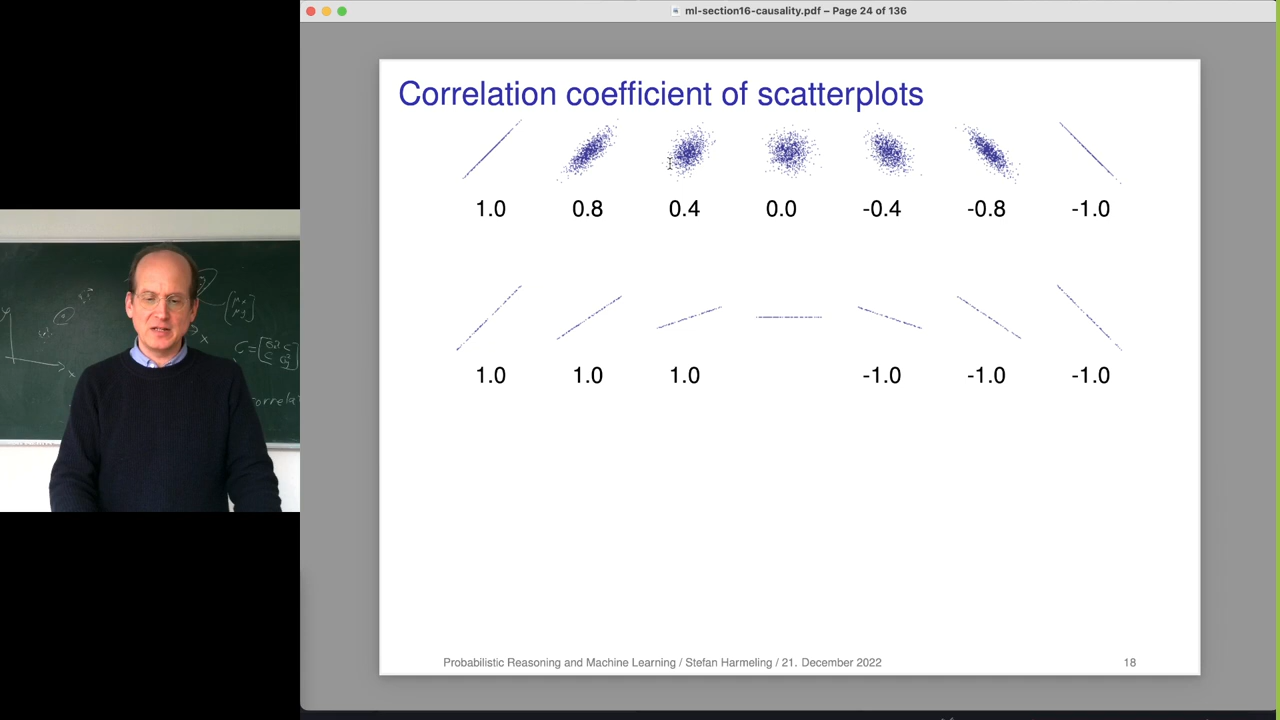 ml-section16-causality.pdf – Page 24 of 136
Correlation coefficient of scatterplots
1.0 0.8 0.4 0.0 -0.4 -0.8 -1.0
1.0 1.0 1.0 -1.0 -1.0 -1.0
Probabilistic Reasoning and Machine Learning / Stefan Harmeling / 21. December 2022 18
y
x
x